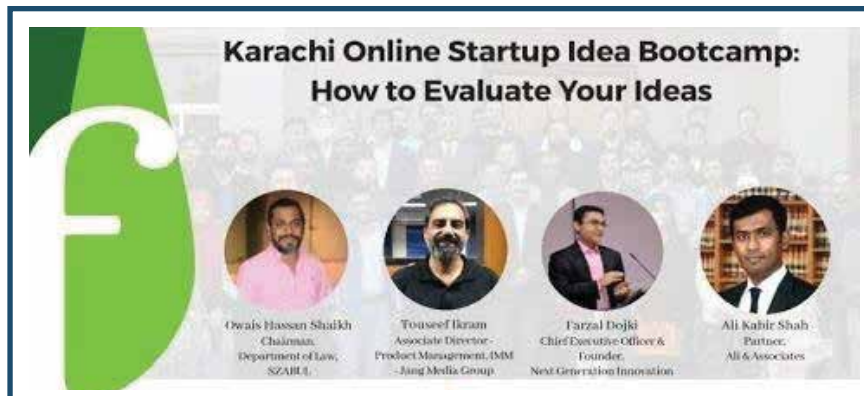 Karachi Online Startup Idea Bootcamp:
How to Evaluate Your Ideas
Owais Hassan Shaikh
Chairman,
Department of Law,
SZABUL
Touseef Ikram
Associate Director -
Product Management, IMM
- Jang Media Group
Farzal Dojki
Chief Executive Officer &
Founder,
Next Generation Innovation
Ali Kabir Shah
Partner,
Ali & Associates